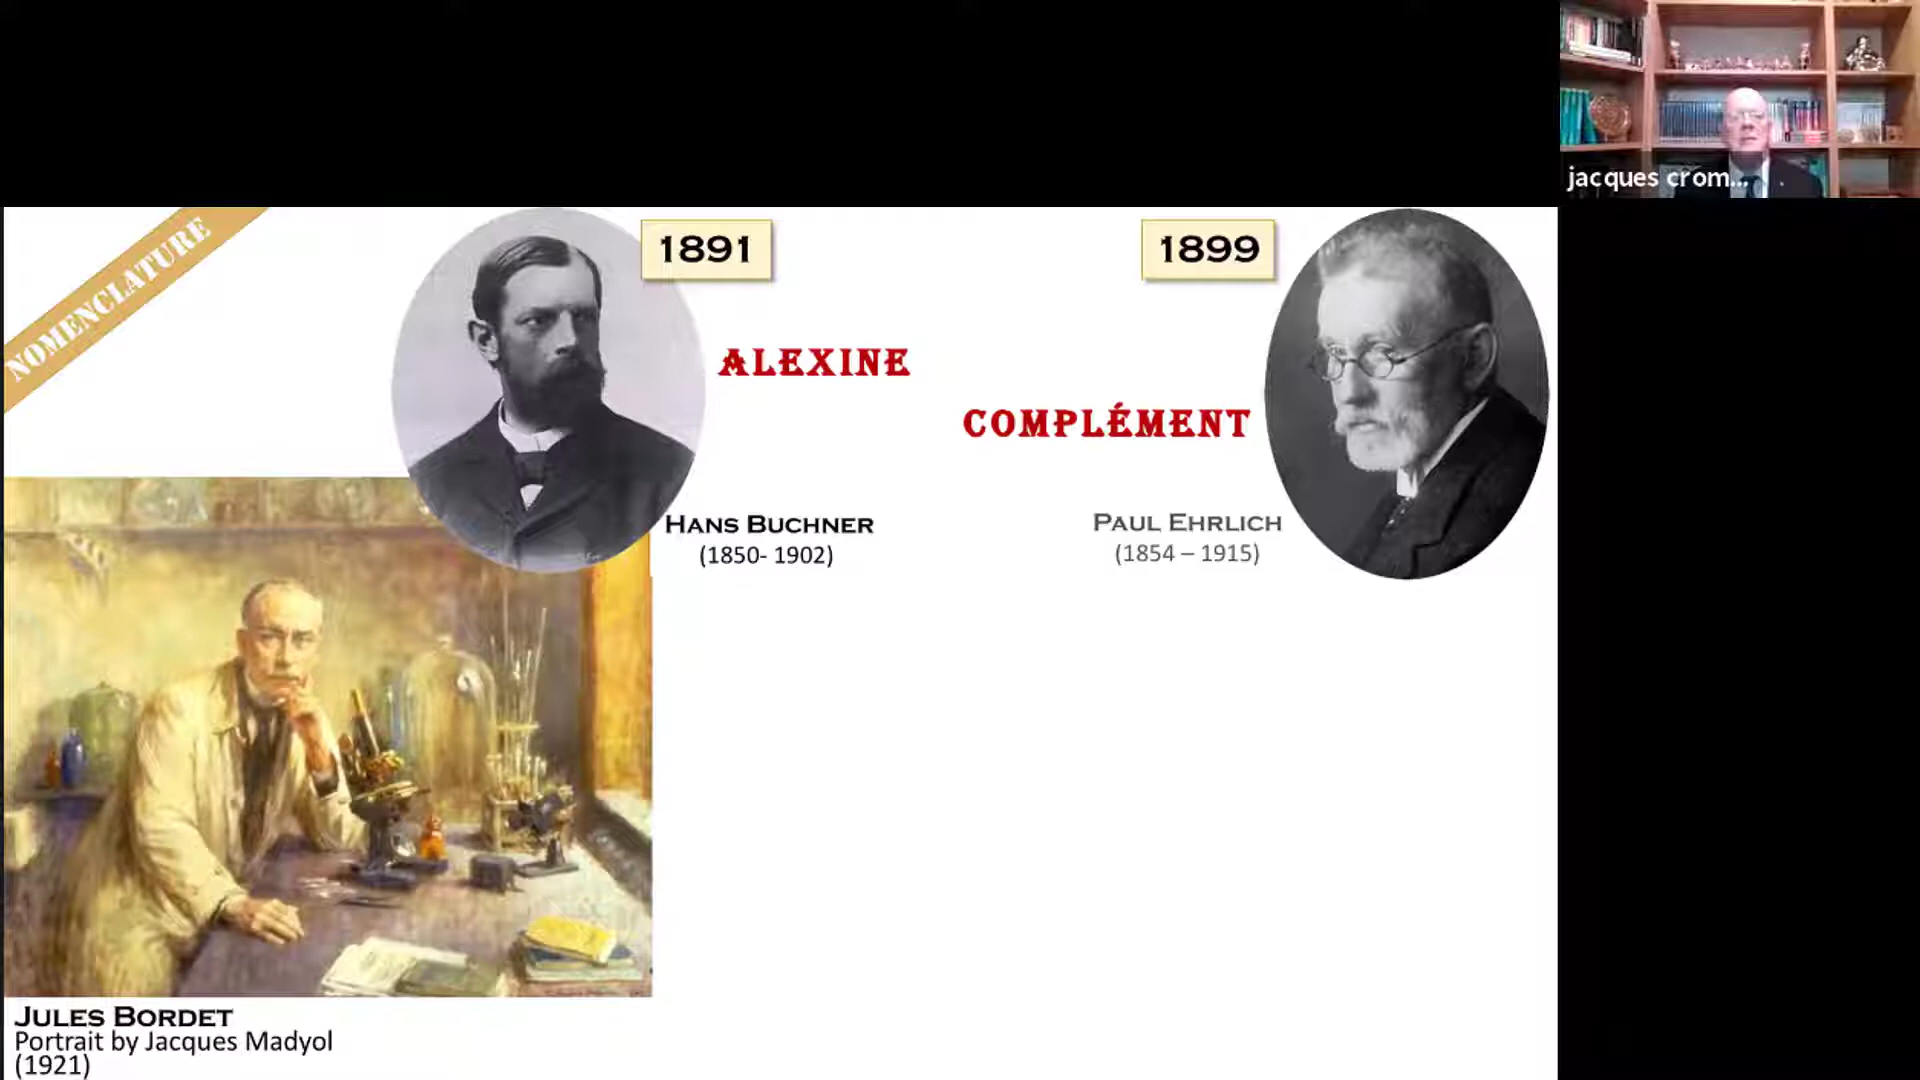 jacques crom...
NOMENCLATURE
1891
1899
ALEXINE
COMPLÉMENT
HANS BUCHNER
(1850- 1902)
PAUL EHRLICH
(1854 – 1915)
JULES BORDET
Portrait by Jacques Madyol
(1921)